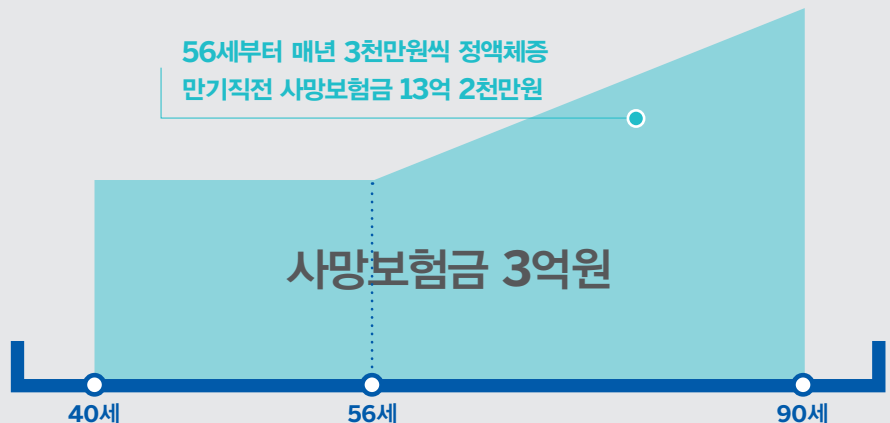 56세부터 매년 3천만원씩 정액체증
만기직전 사망보험금 13억 2천만원
사망보험금 3억원
40세
56세
90세